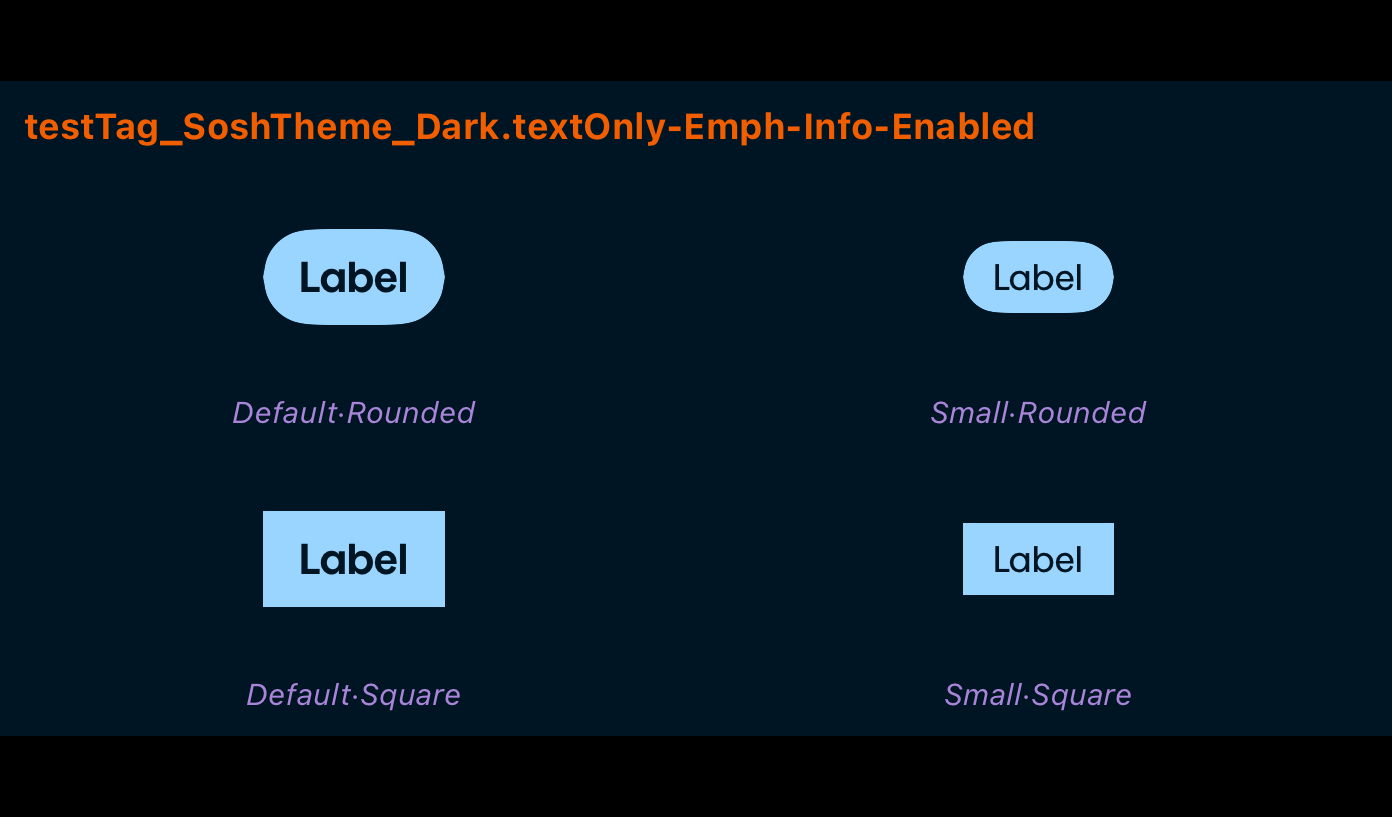 testTag_SoshTheme_Dark.textOnly-Emph-Info-Enabled
Label
Label
Default·Rounded
Small·Rounded
Label
Label
Default·Square
Small·Square